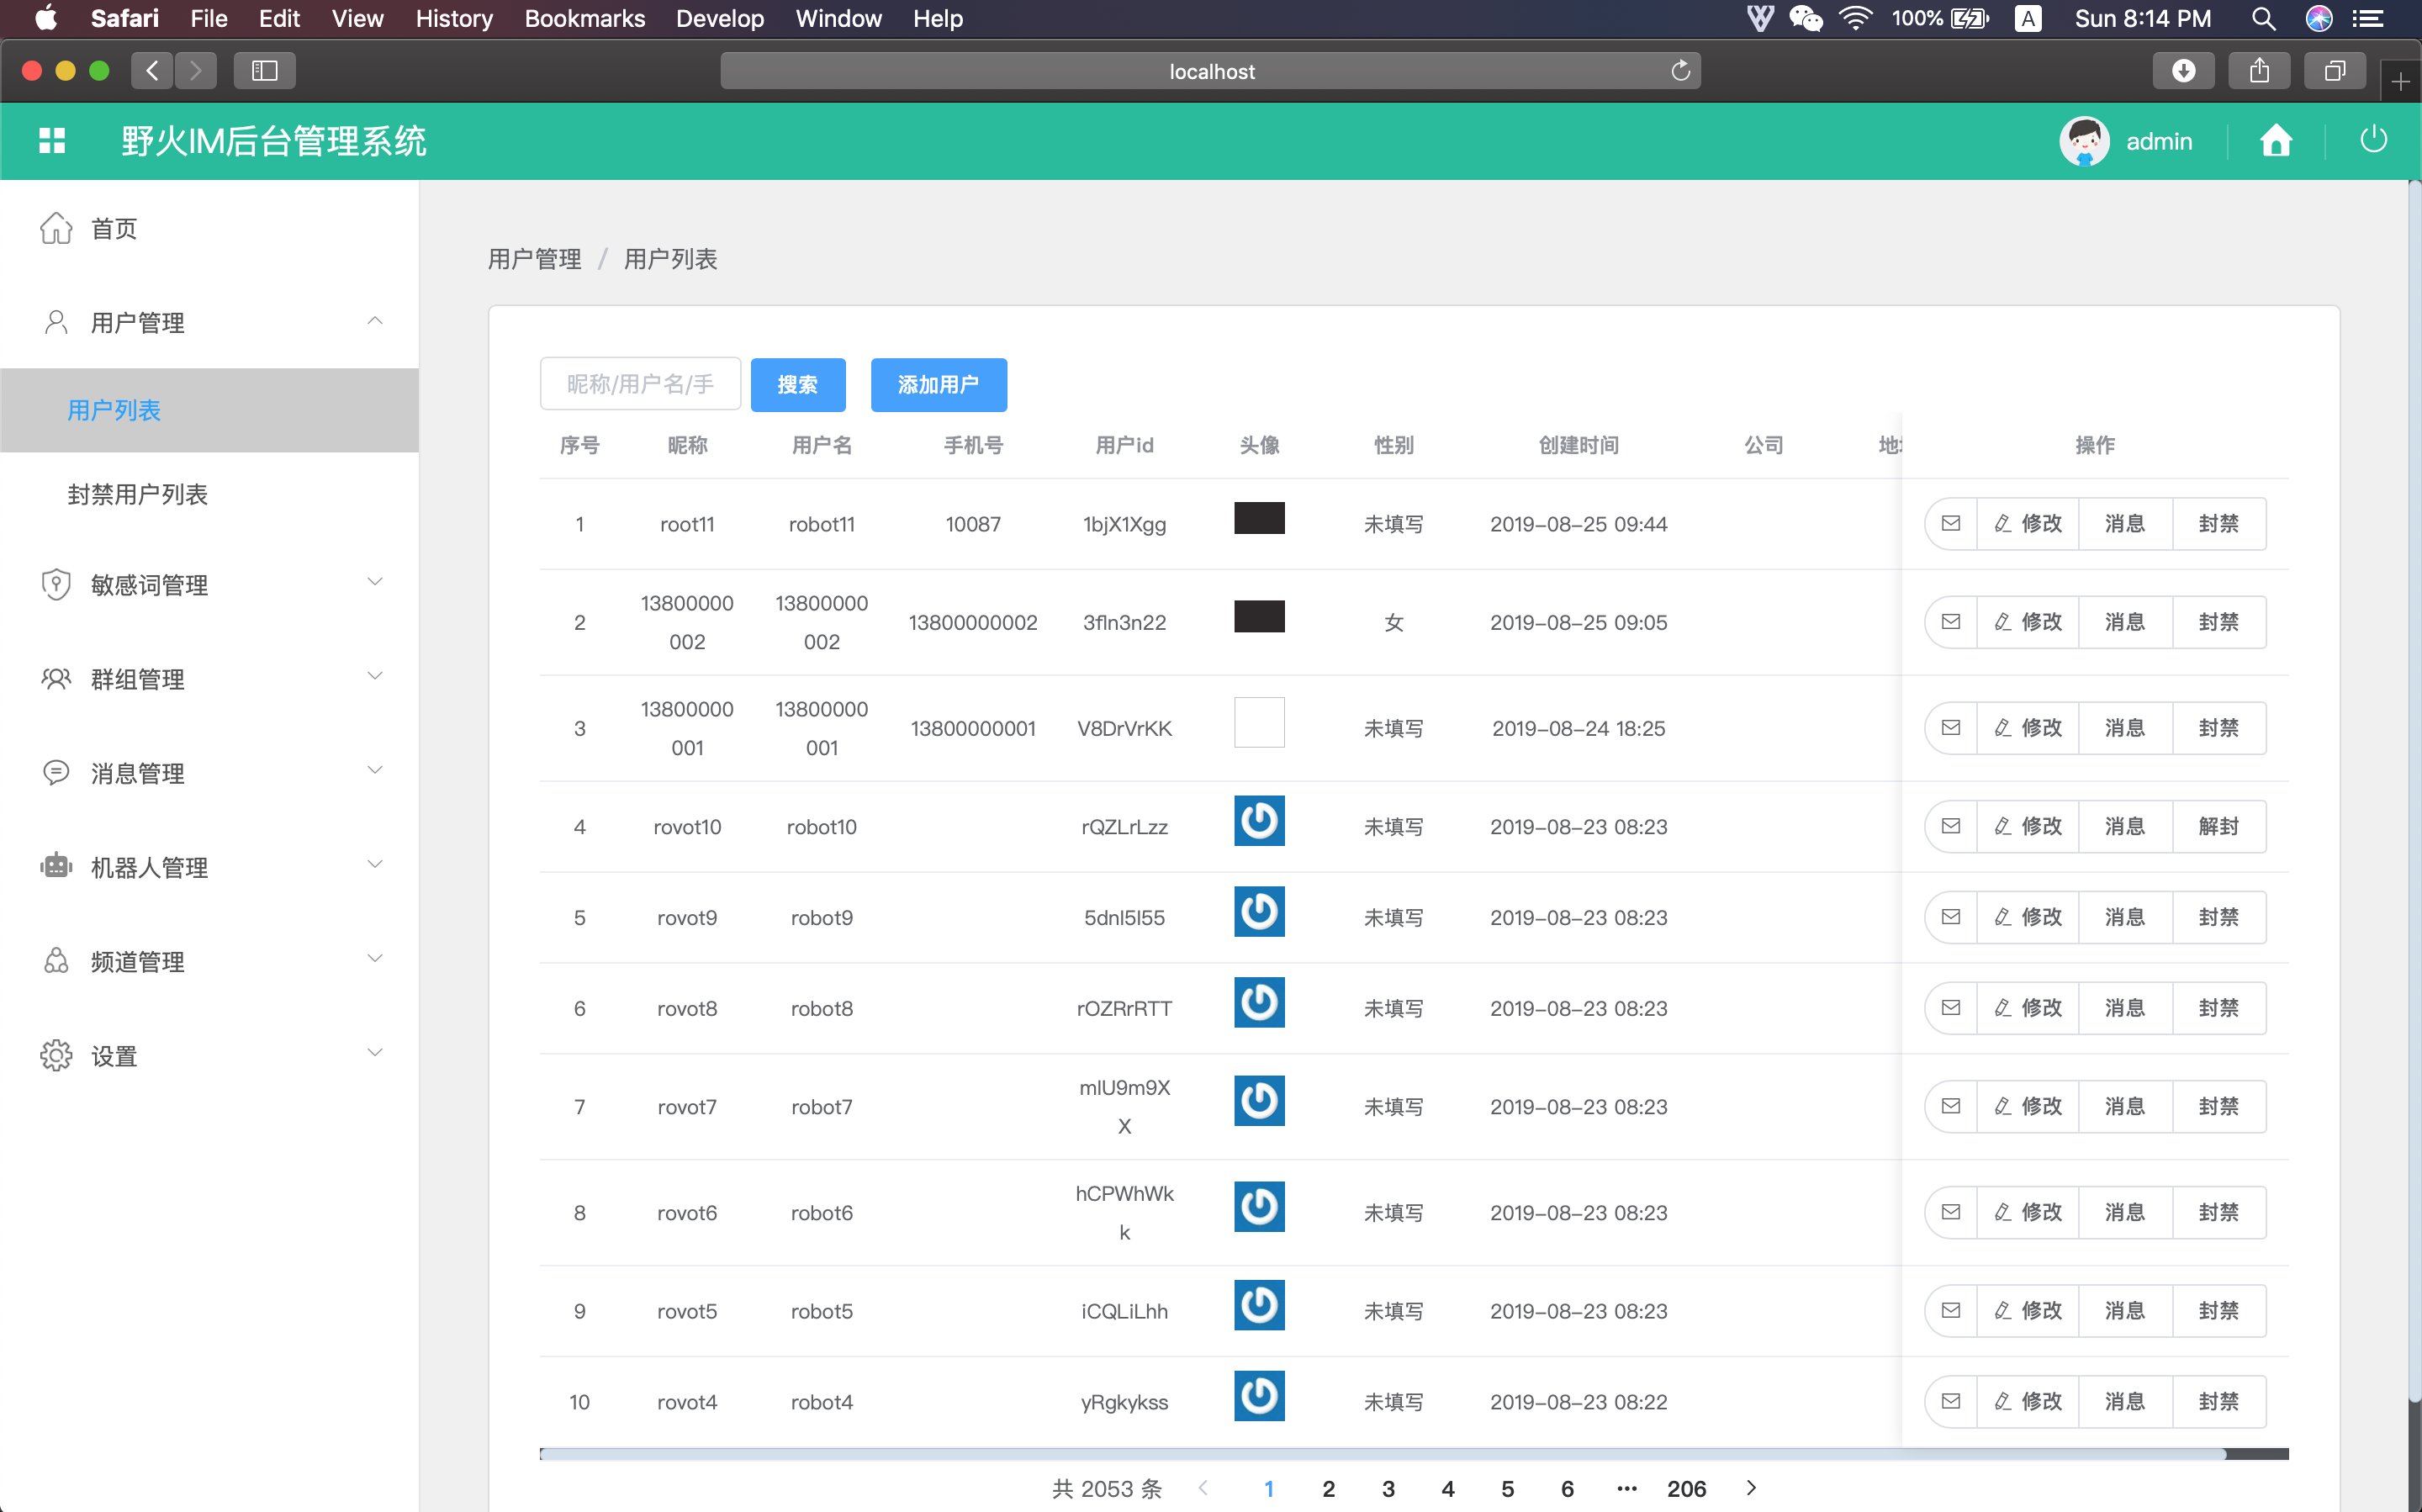 Safari File Edit View History Bookmarks Develop Window Help 100% A Sun 8:14 PM
localhost
野火IM后台管理系统 admin
首页
用户管理
用户列表
封禁用户列表
敏感词管理
群组管理
消息管理
机器人管理
频道管理
设置
用户管理 / 用户列表
昵称/用户名/手 搜索 添加用户
序号 昵称 用户名 手机号 用户id 头像 性别 创建时间 公司 操作
1 root11 robot11 10087 1bjX1Xgg 未填写 2019-08-25 09:44 修改 消息 封禁
2 13800000002 13800000002 13800000002 3fln3n22 女 2019-08-25 09:05 修改 消息 封禁
3 13800000001 13800000001 13800000001 V8DrVrKK 未填写 2019-08-24 18:25 修改 消息 封禁
4 rovot10 robot10 rQZLrLzz 未填写 2019-08-23 08:23 修改 消息 解封
5 rovot9 robot9 5dnl5l55 未填写 2019-08-23 08:23 修改 消息 封禁
6 rovot8 robot8 rOZRrRTT 未填写 2019-08-23 08:23 修改 消息 封禁
7 rovot7 robot7 mIU9m9XX 未填写 2019-08-23 08:23 修改 消息 封禁
8 rovot6 robot6 hCPWhWkk 未填写 2019-08-23 08:23 修改 消息 封禁
9 rovot5 robot5 iCQLiLhh 未填写 2019-08-23 08:23 修改 消息 封禁
10 rovot4 robot4 yRgkykss 未填写 2019-08-23 08:22 修改 消息 封禁
共 2053 条 1 2 3 4 5 6 ••• 206